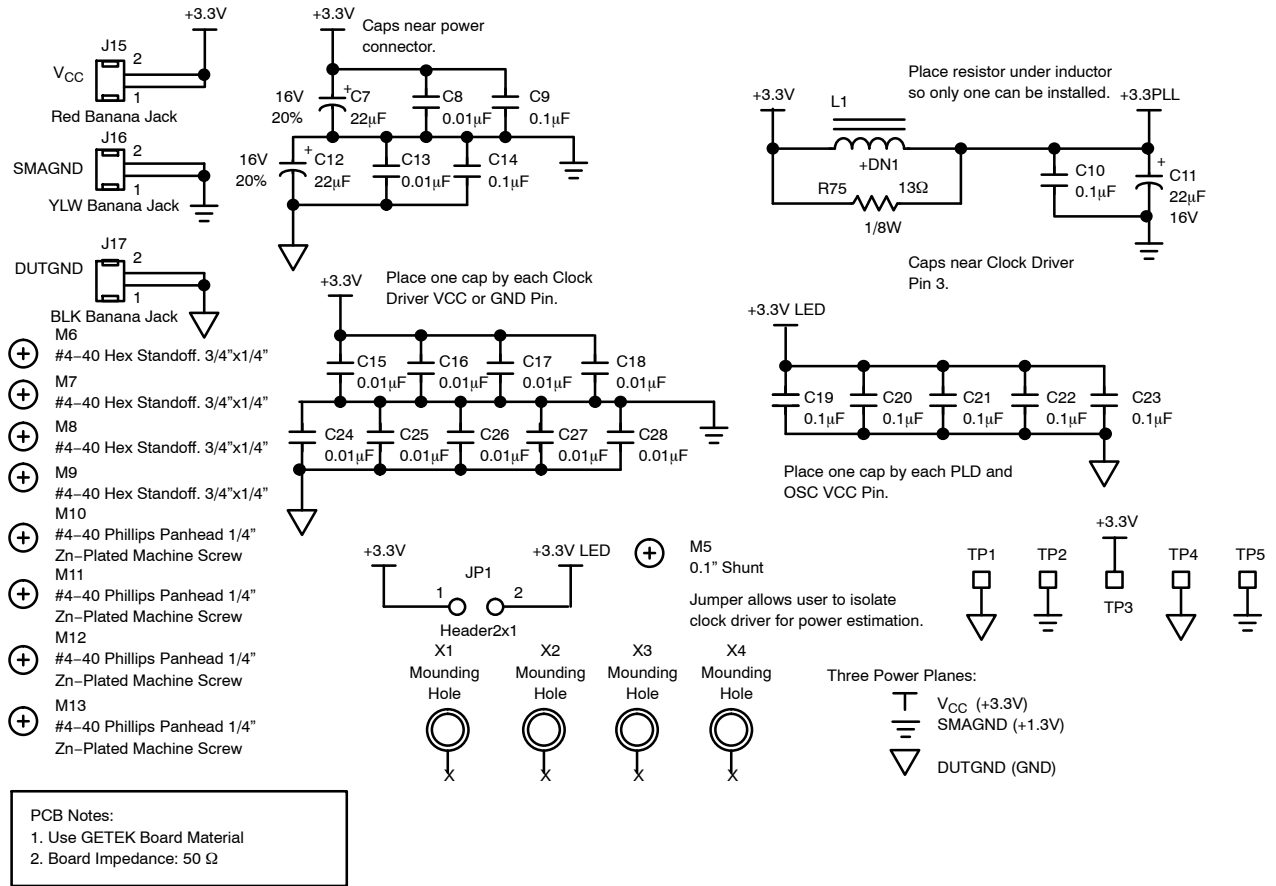 +3.3V
J15
2
VCC
1
Red Banana Jack
J16
2
SMAGND
1
YLW Banana Jack
J17
2
DUTGND
1
BLK Banana Jack
M6
#4−40 Hex Standoff. 3/4”x1/4”
M7
#4−40 Hex Standoff. 3/4”x1/4”
M8
#4−40 Hex Standoff. 3/4”x1/4”
M9
#4−40 Hex Standoff. 3/4”x1/4”
M10
#4−40 Phillips Panhead 1/4”
Zn−Plated Machine Screw
M11
#4−40 Phillips Panhead 1/4”
Zn−Plated Machine Screw
M12
#4−40 Phillips Panhead 1/4”
Zn−Plated Machine Screw
M13
#4−40 Phillips Panhead 1/4”
Zn−Plated Machine Screw
+3.3V
Caps near power
connector.
16V
20%
+
C7
22μF
C8
0.01μF
C9
0.1μF
16V
20%
+
C12
22μF
C13
0.01μF
C14
0.1μF
Place resistor under inductor
so only one can be installed.
+3.3V
L1
+3.3PLL
+DN1
R75
13Ω
1/8W
C10
0.1μF
+
C11
22μF
16V
Caps near Clock Driver
Pin 3.
+3.3V
Place one cap by each Clock
Driver VCC or GND Pin.
C15
0.01μF
C16
0.01μF
C17
0.01μF
C18
0.01μF
C24
0.01μF
C25
0.01μF
C26
0.01μF
C27
0.01μF
C28
0.01μF
+3.3V LED
C19
0.1μF
C20
0.1μF
C21
0.1μF
C22
0.1μF
C23
0.1μF
Place one cap by each PLD and
OSC VCC Pin.
+3.3V
+3.3V LED
JP1
1
2
Header2x1
M5
0.1” Shunt
Jumper allows user to isolate
clock driver for power estimation.
+3.3V
TP1
TP2
TP3
TP4
TP5
X1
Mounding
Hole
X
X2
Mounding
Hole
X
X3
Mounding
Hole
X
X4
Mounding
Hole
X
Three Power Planes:
VCC (+3.3V)
SMAGND (+1.3V)
DUTGND (GND)
PCB Notes:
1. Use GETEK Board Material
2. Board Impedance: 50 Ω